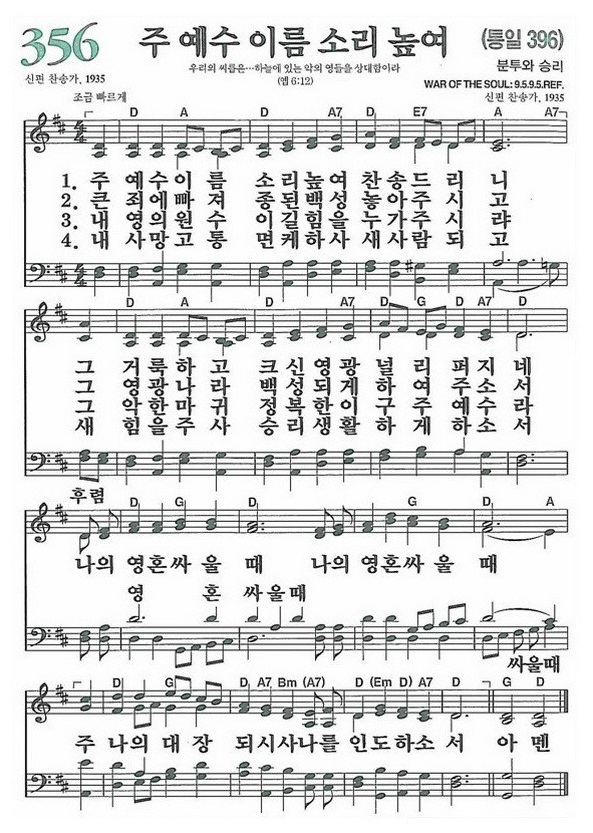 356
주 예수 이름 소리 높여
(통일 396)
신편 찬송가, 1935
우리의 씨름은…하늘에 있는 악의 영들을 상대함이라
(엡 6:12)
분투와 승리
WAR OF THE SOUL: 9.5.9.5.REF.
신편 찬송가, 1935
조금 빠르게
D A D A7 D E7 A A7
1. 주 예수이름 소리높여 찬송드리니
2. 큰 죄에빠져 종된백성 놓아주시고
3. 내 영의원수 이길힘을 누가주시랴
4. 내 사망고통 면케하사 새사람되고
D A D A7 D G D A7 D
그 거룩하고 크신영광 널리 퍼지네
그 영광나라 백성되게 하여 주소서
그 악한마귀 정복한이 구주 예수라
새 힘을주사 승리생활 하게 하소서
후렴
D G D G D A
나의 영혼싸울 때 나의영혼싸울 때
영 혼 싸울때
싸울때
D G D A7 Bm (A7) D (Em D) A7 D G D
주 나의 대 장 되시사나를 인도하소 서 아 멘